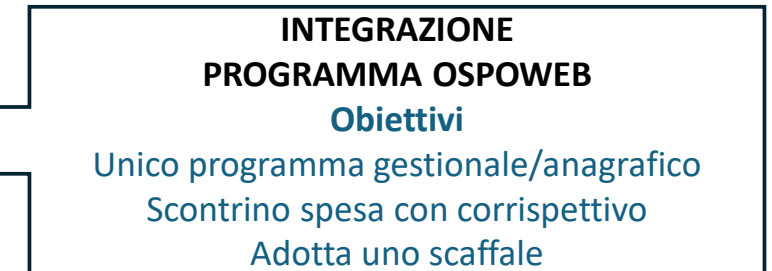 INTEGRAZIONE
PROGRAMMA OSPOWEB
Obiettivi
Unico programma gestionale/anagrafico
Scontrino spesa con corrispettivo
Adotta uno scaffale